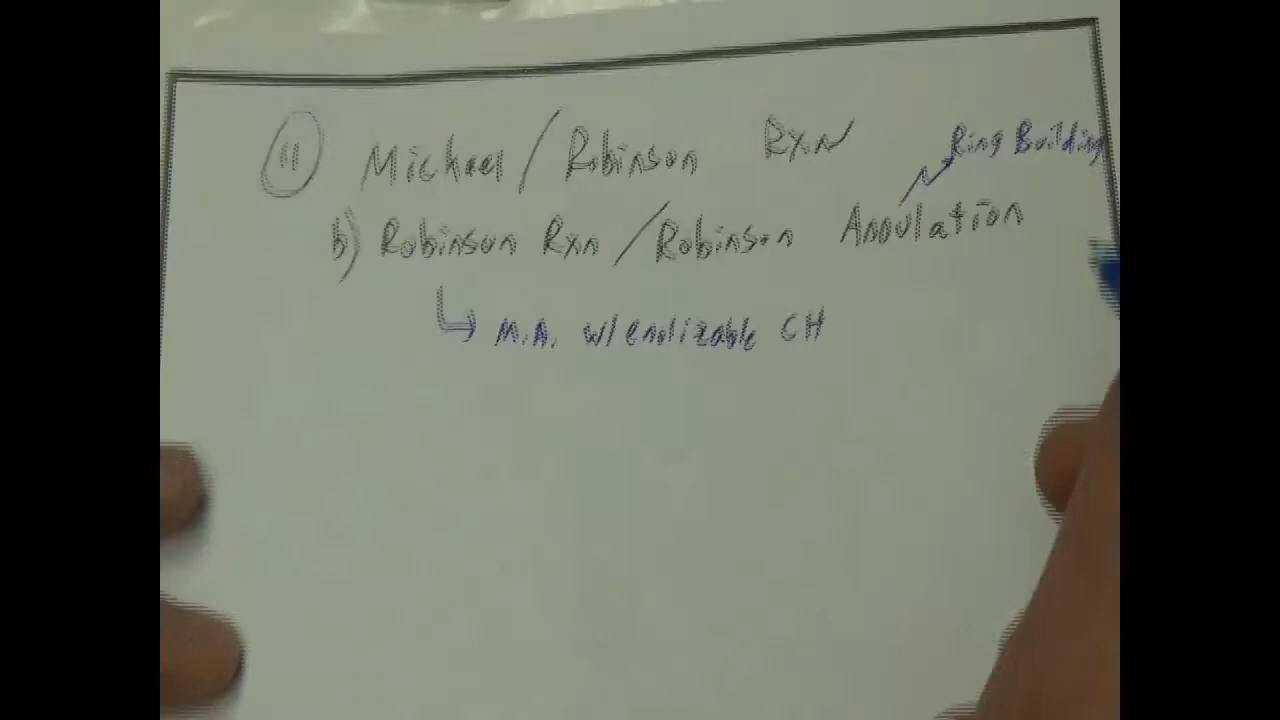 11 Michael / Robinson Rxn
Ring Building
b) Robinson Rxn / Robinson Annulation
↳ M.A. w/ enolizable CH